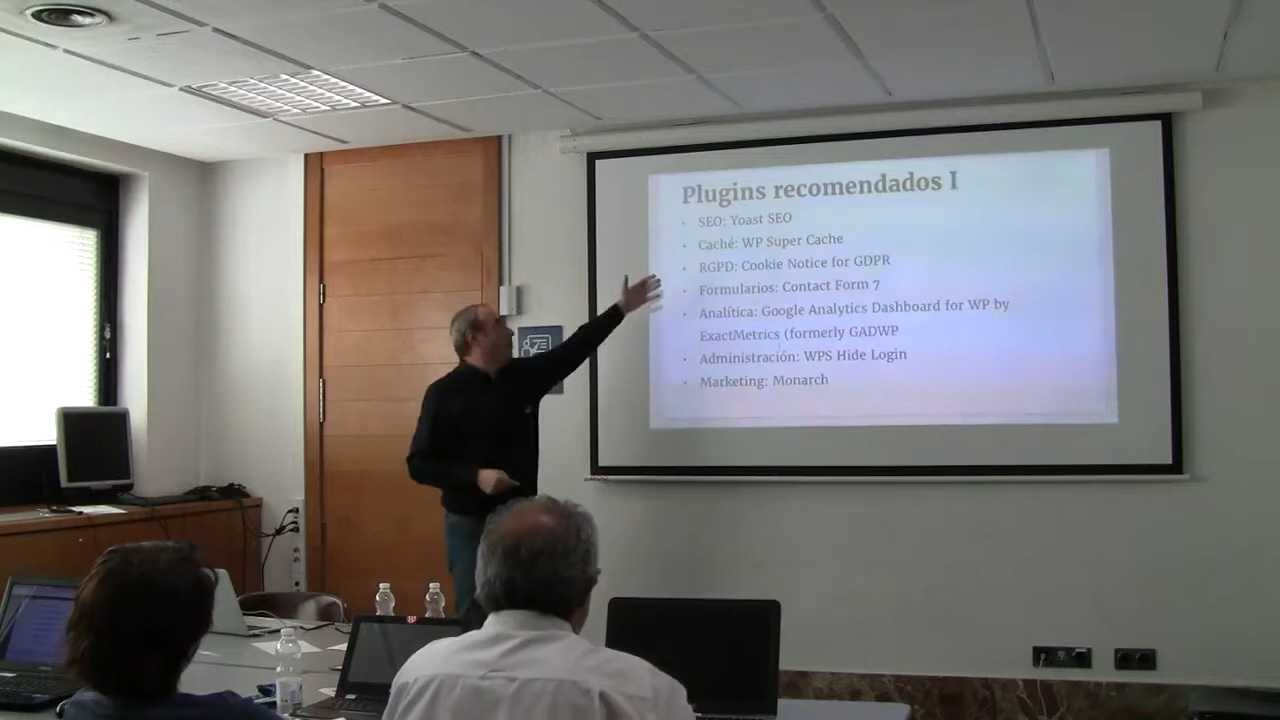 Plugins recomendados I
• SEO: Yoast SEO
• Caché: WP Super Cache
• RGPD: Cookie Notice for GDPR
• Formularios: Contact Form 7
• Analítica: Google Analytics Dashboard for WP by
ExactMetrics (formerly GADWP
• Administración: WPS Hide Login
• Marketing: Monarch